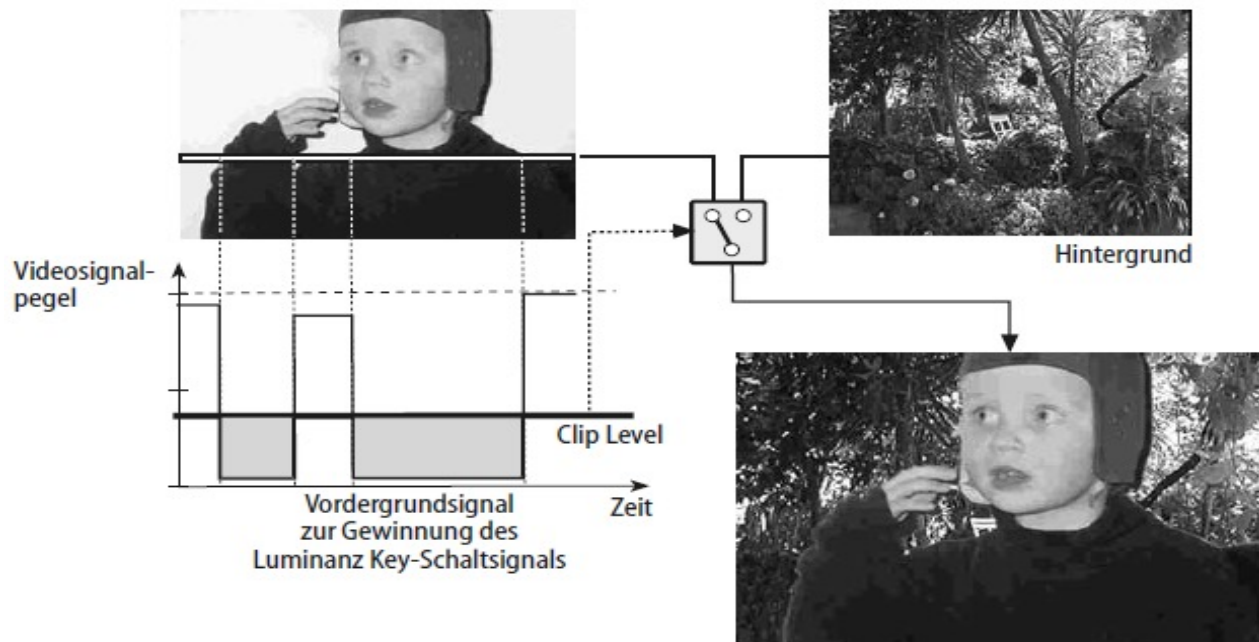 Hintergrund
Videosignal-
pegel
Clip Level
Zeit
Vordergrundsignal
zur Gewinnung des
Luminanz Key-Schaltsignals